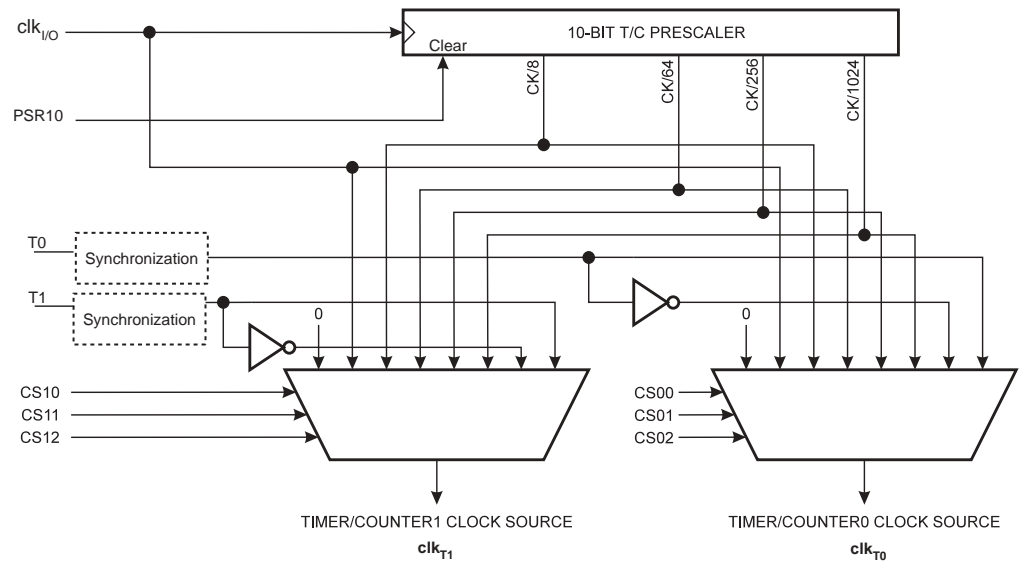 clkI/O
10-BIT T/C PRESCALER
Clear
CK/8
CK/64
CK/256
CK/1024
PSR10
T0
Synchronization
T1
Synchronization
0
0
CS10
CS11
CS12
CS00
CS01
CS02
TIMER/COUNTER1 CLOCK SOURCE
clkT1
TIMER/COUNTER0 CLOCK SOURCE
clkT0